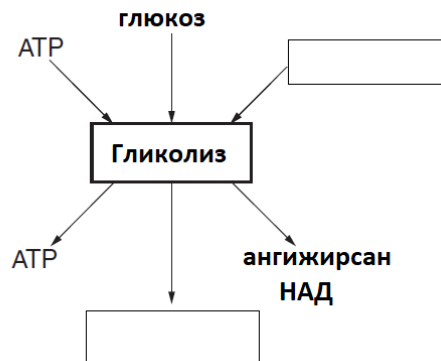 глюкоз
ATP
Гликолиз
ATP
ангижирсан
НАД